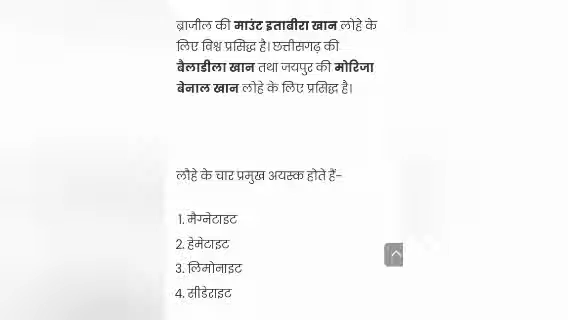 ब्राजील की माउंट इताबीरा खान लोहे के
लिए विश्व प्रसिद्ध है। छत्तीसगढ़ की
बैलाडीला खान तथा जयपुर की मोरिजा
बेनाल खान लोहे के लिए प्रसिद्ध है।
लौहे के चार प्रमुख अयस्क होते हैं–
1. मैग्नेटाइट
2. हेमेटाइट
3. लिमोनाइट
4. सीडेराइट